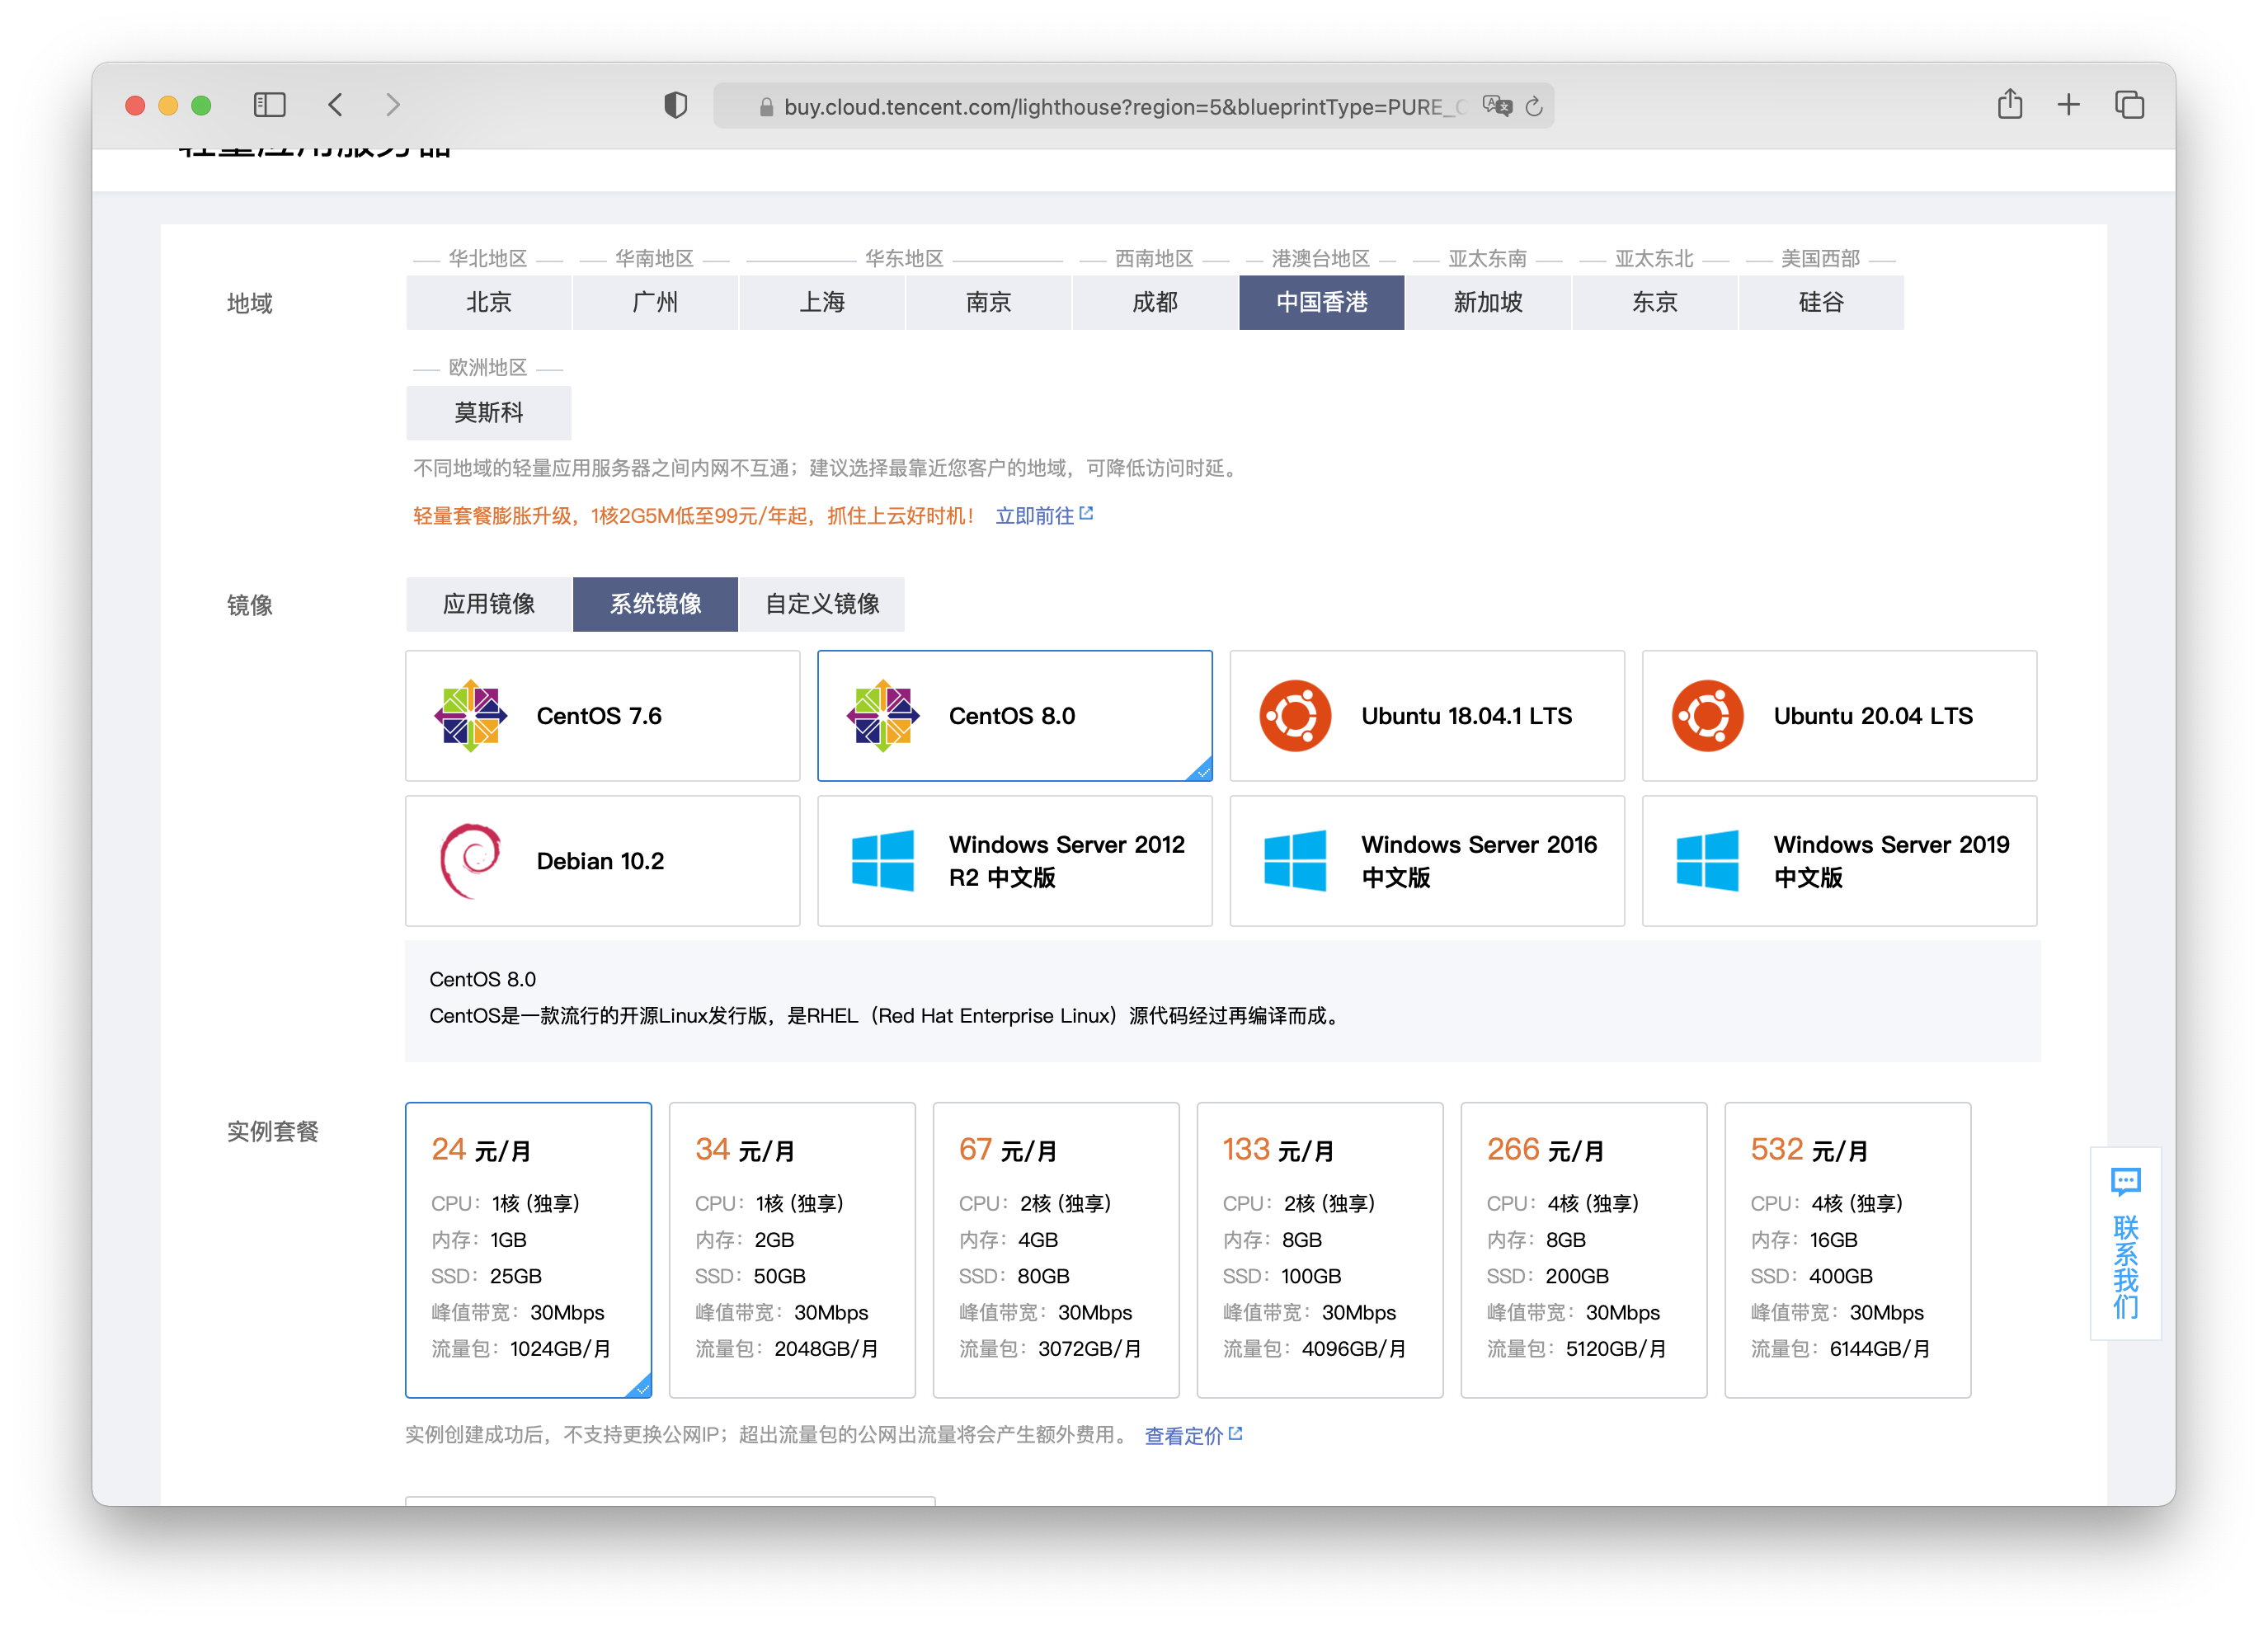 buy.cloud.tencent.com/lighthouse?region=5&blueprintType=PURE_
轻量应用服务器
华北地区 华南地区 华东地区 西南地区 港澳台地区 亚太东南 亚太东北 美国西部
地域 北京 广州 上海 南京 成都 中国香港 新加坡 东京 硅谷
欧洲地区
莫斯科
不同地域的轻量应用服务器之间内网不互通；建议选择最靠近您客户的地域，可降低访问时延。
轻量套餐膨胀升级，1核2G5M低至99元/年起，抓住上云好时机！ 立即前往
镜像 应用镜像 系统镜像 自定义镜像
CentOS 7.6
CentOS 8.0
Ubuntu 18.04.1 LTS
Ubuntu 20.04 LTS
Debian 10.2
Windows Server 2012
R2 中文版
Windows Server 2016
中文版
Windows Server 2019
中文版
CentOS 8.0
CentOS是一款流行的开源Linux发行版，是RHEL（Red Hat Enterprise Linux）源代码经过再编译而成。
实例套餐
24 元/月
CPU：1核 (独享)
内存：1GB
SSD：25GB
峰值带宽：30Mbps
流量包：1024GB/月
34 元/月
CPU：1核 (独享)
内存：2GB
SSD：50GB
峰值带宽：30Mbps
流量包：2048GB/月
67 元/月
CPU：2核 (独享)
内存：4GB
SSD：80GB
峰值带宽：30Mbps
流量包：3072GB/月
133 元/月
CPU：2核 (独享)
内存：8GB
SSD：100GB
峰值带宽：30Mbps
流量包：4096GB/月
266 元/月
CPU：4核 (独享)
内存：8GB
SSD：200GB
峰值带宽：30Mbps
流量包：5120GB/月
532 元/月
CPU：4核 (独享)
内存：16GB
SSD：400GB
峰值带宽：30Mbps
流量包：6144GB/月
实例创建成功后，不支持更换公网IP；超出流量包的公网出流量将会产生额外费用。 查看定价
联系我们